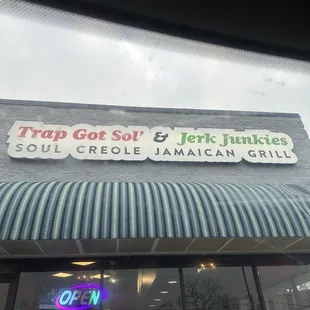 Trap Got Sol' & Jerk Junkies
SOUL CREOLE JAMAICAN GRILL
OPEN